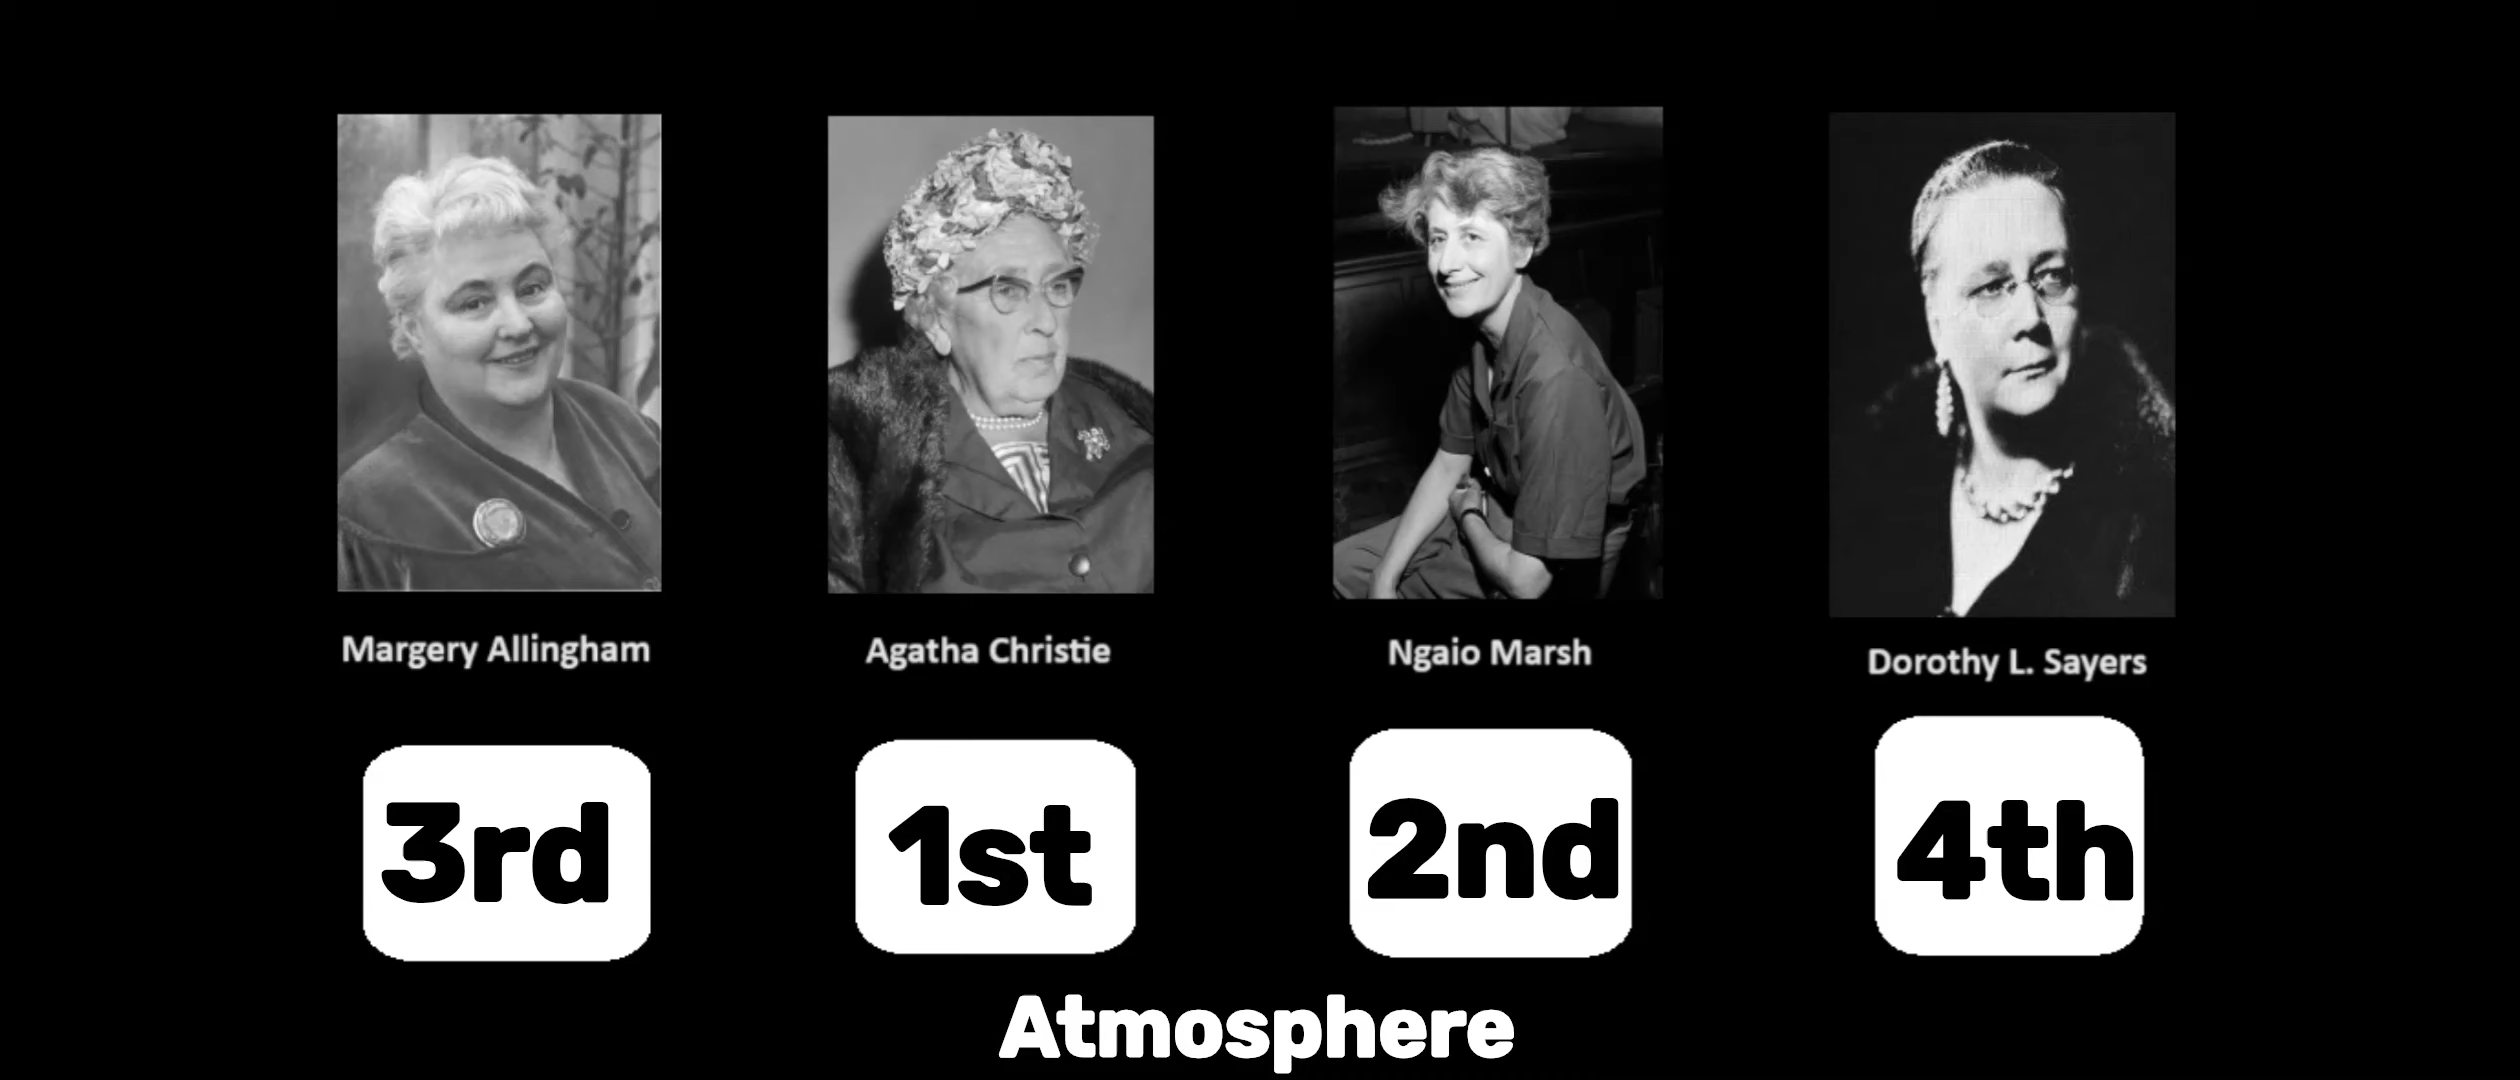 Margery Allingham
Agatha Christie
Ngaio Marsh
Dorothy L. Sayers
3rd
1st
2nd
4th
Atmosphere